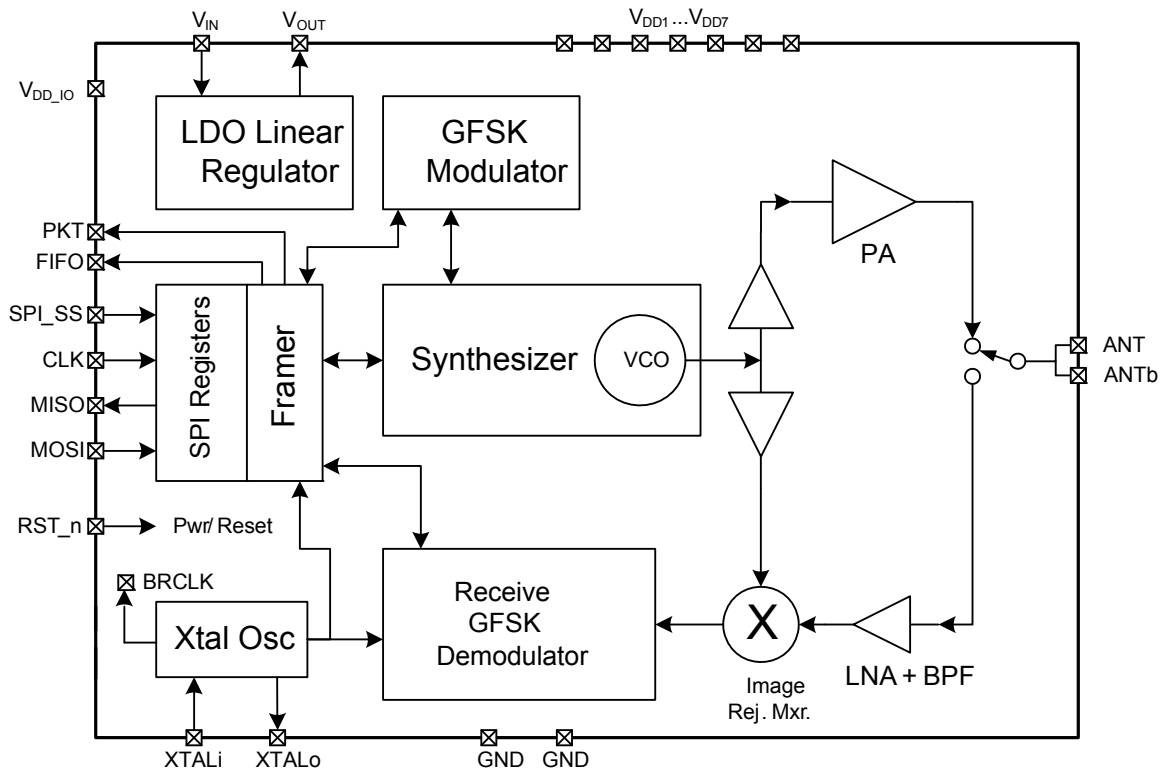 VIN
VOUT
VDD1 ...VDD7
VDD_IO
LDO Linear
Regulator
GFSK
Modulator
PKT
FIFO
SPI_SS
CLK
MISO
MOSI
SPI Registers
Framer
Synthesizer
VCO
PA
ANT
ANTb
RST_n
Pwr/ Reset
BRCLK
Xtal Osc
Receive
GFSK
Demodulator
X
Image
Rej. Mxr.
LNA + BPF
XTALi
XTALo
GND
GND